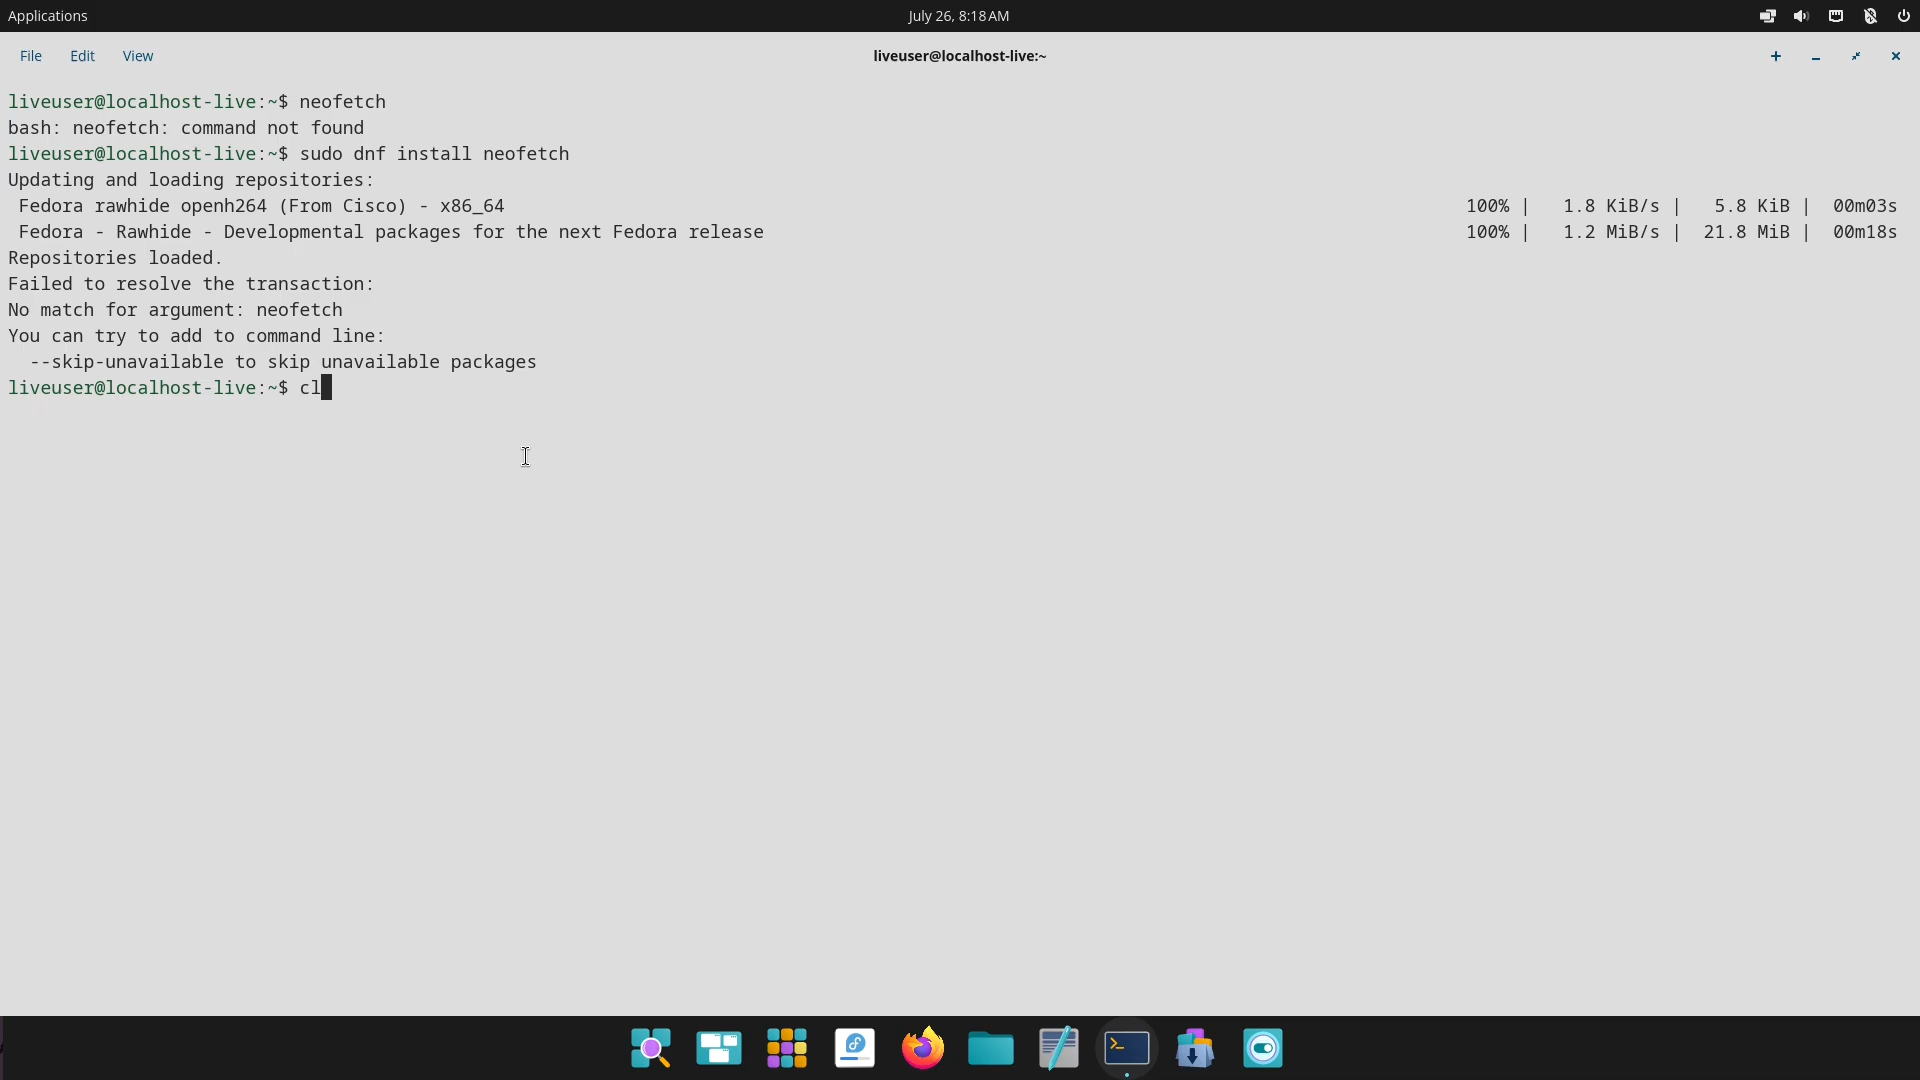 Applications
July 26, 8:18 AM
File Edit View
liveuser@localhost-live:~
liveuser@localhost-live:~$ neofetch
bash: neofetch: command not found
liveuser@localhost-live:~$ sudo dnf install neofetch
Updating and loading repositories:
 Fedora rawhide openh264 (From Cisco) - x86_64 100% | 1.8 KiB/s | 5.8 KiB | 00m03s
 Fedora - Rawhide - Developmental packages for the next Fedora release 100% | 1.2 MiB/s | 21.8 MiB | 00m18s
Repositories loaded.
Failed to resolve the transaction:
No match for argument: neofetch
You can try to add to command line:
  --skip-unavailable to skip unavailable packages
liveuser@localhost-live:~$ cl